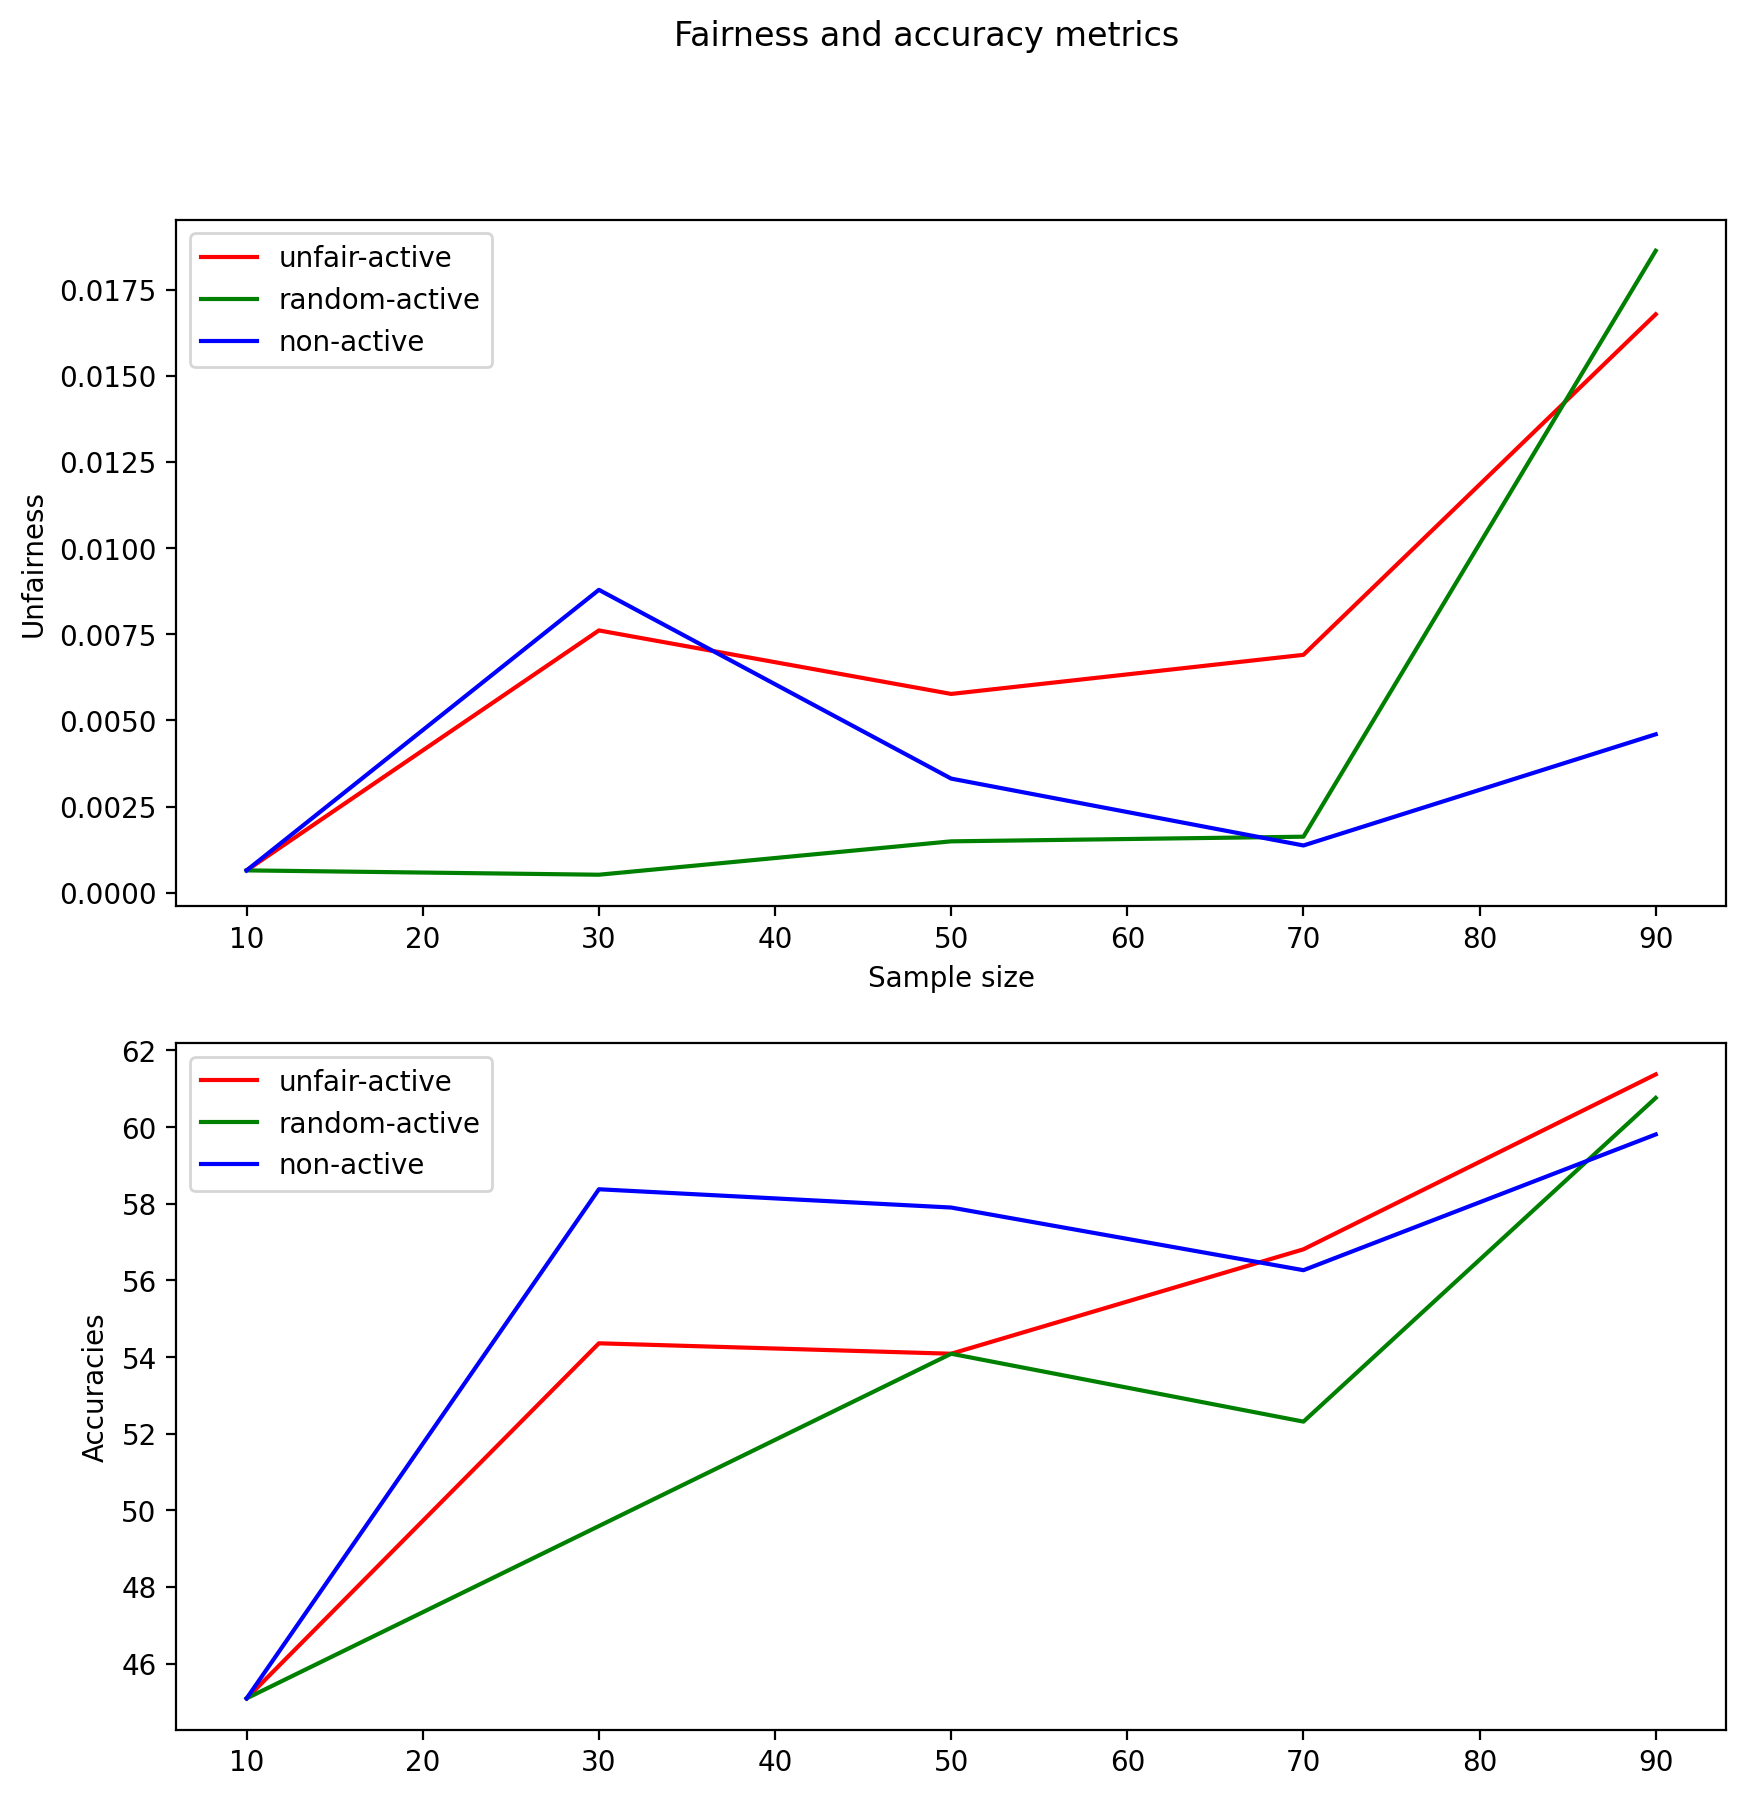 Fairness and accuracy metrics
unfair-active
random-active
non-active
0.0175
0.0150
0.0125
0.0100
0.0075
0.0050
0.0025
0.0000
Unfairness
10 20 30 40 50 60 70 80 90
Sample size
unfair-active
random-active
non-active
62
60
58
56
54
52
50
48
46
Accuracies
10 20 30 40 50 60 70 80 90